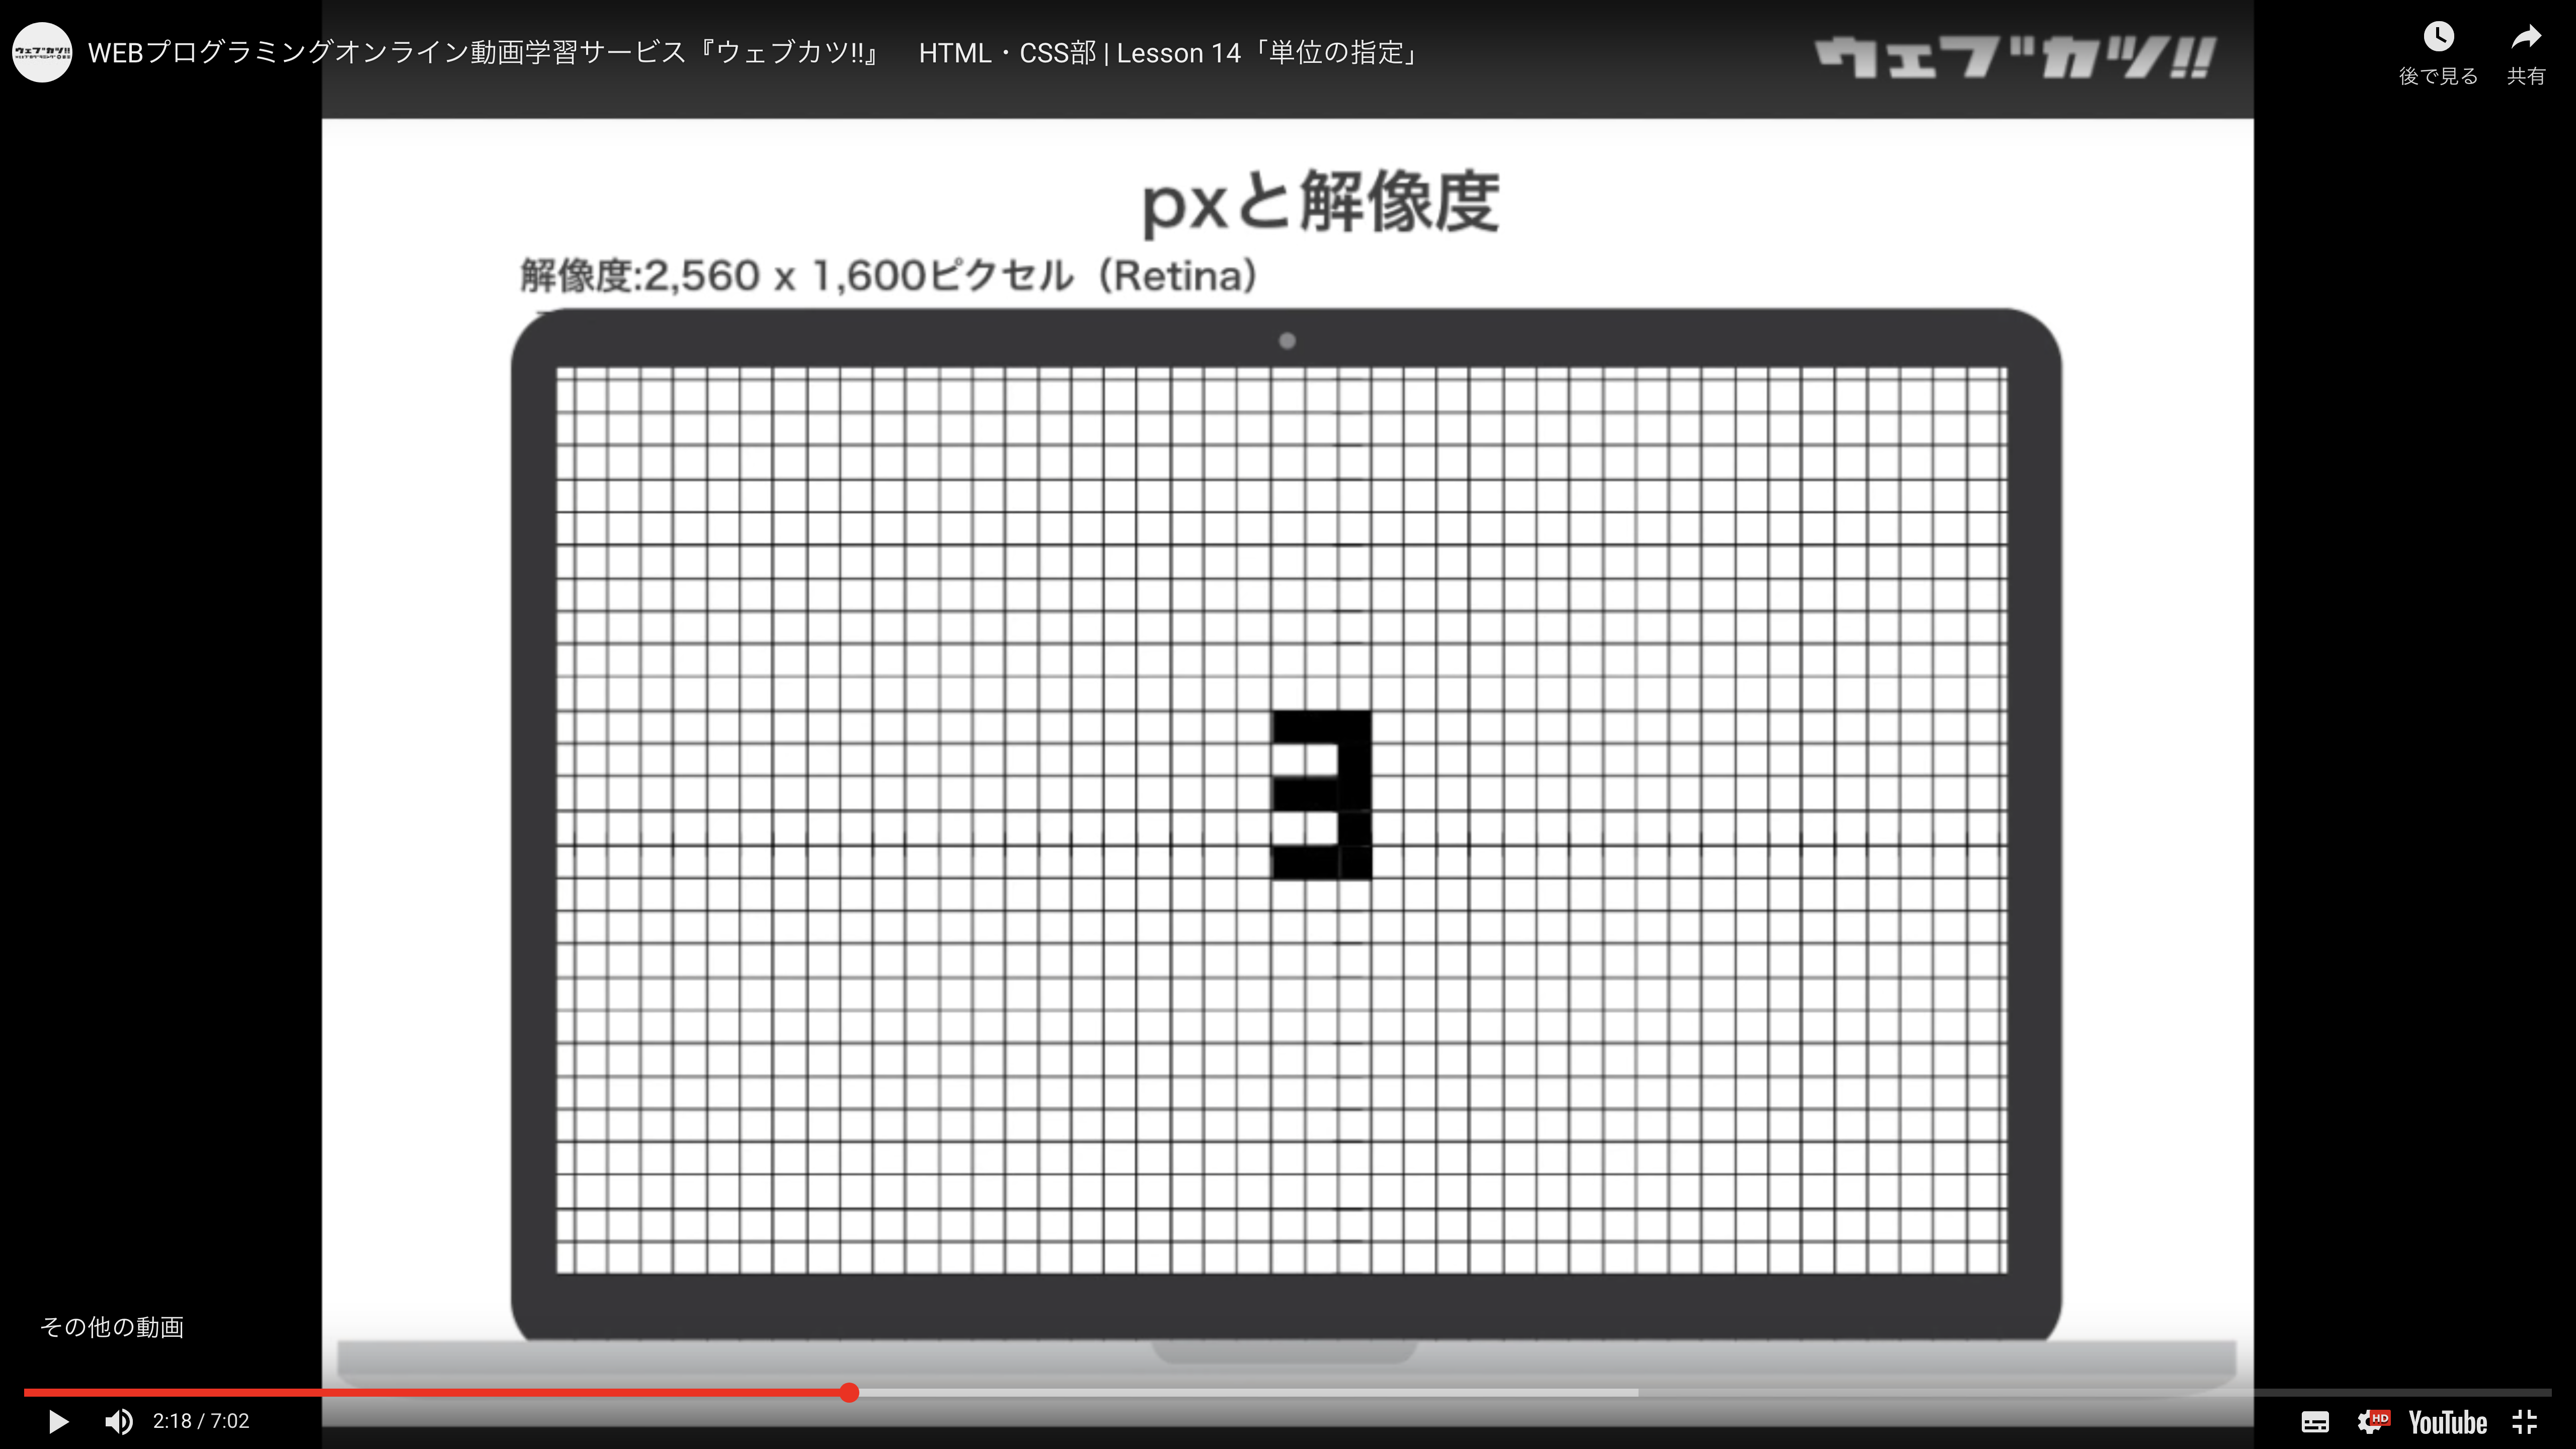 WEBプログラミングオンライン動画学習サービス『ウェブカツ!!』　HTML・CSS部 | Lesson 14「単位の指定」
ウェブカツ!!
後で見る
共有
pxと解像度
解像度:2,560 x 1,600ピクセル（Retina）
3
その他の動画
2:18 / 7:02
HD
YouTube